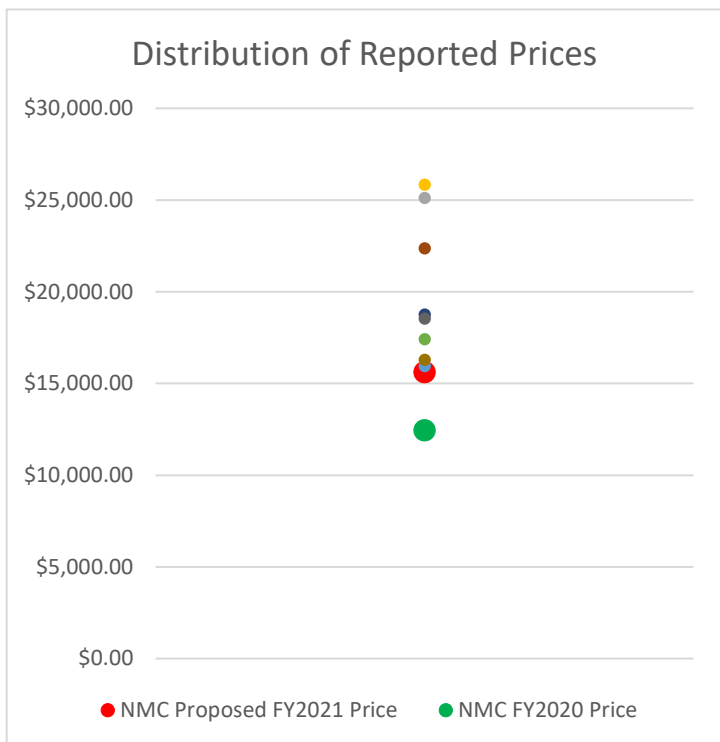 Distribution of Reported Prices
$30,000.00
$25,000.00
$20,000.00
$15,000.00
$10,000.00
$5,000.00
$0.00
NMC Proposed FY2021 Price
NMC FY2020 Price